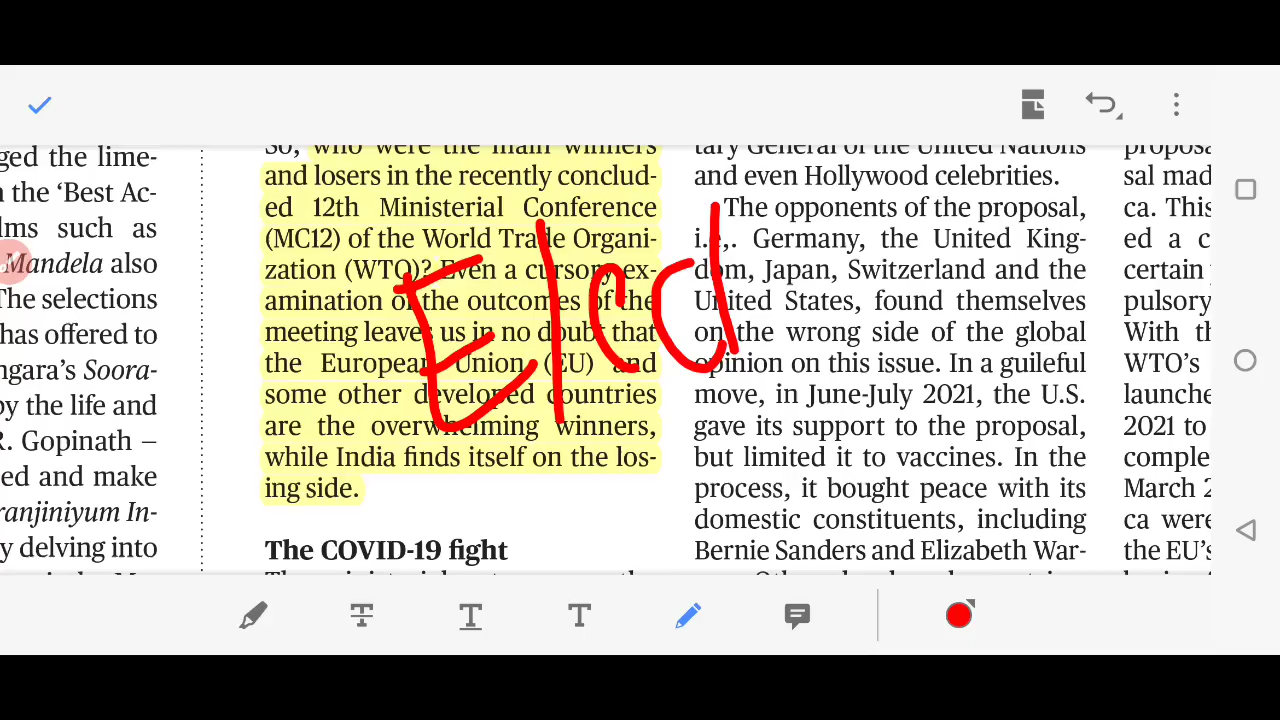 ged the lime-
n the ‘Best Ac-
lms such as
Mandela also
The selections
has offered to
ngara’s Soora-
by the life and
R. Gopinath –
ed and make
ranjiniyum In-
y delving into
So, who were the main winners
and losers in the recently conclud-
ed 12th Ministerial Conference
(MC12) of the World Trade Organi-
zation (WTO)? Even a cursory ex-
amination of the outcomes of the
meeting leaves us in no doubt that
the European Union (EU) and
some other developed countries
are the overwhelming winners,
while India finds itself on the los-
ing side.
The COVID-19 fight
tary General of the United Nations
and even Hollywood celebrities.
The opponents of the proposal,
i.e,. Germany, the United King-
dom, Japan, Switzerland and the
United States, found themselves
on the wrong side of the global
opinion on this issue. In a guileful
move, in June-July 2021, the U.S.
gave its support to the proposal,
but limited it to vaccines. In the
process, it bought peace with its
domestic constituents, including
Bernie Sanders and Elizabeth War-
proposa
sal mad
ca. This
ed a c
certain
pulsory
With th
WTO’s
launche
2021 to
comple
March 2
ca were
the EU’s